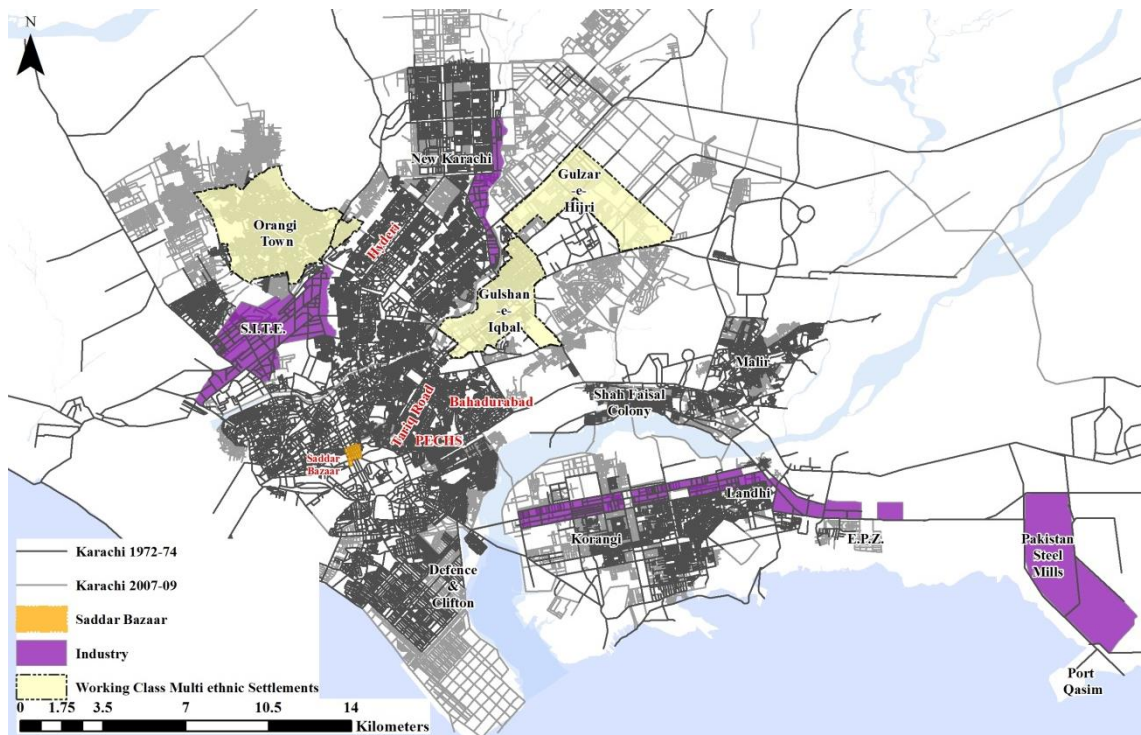 N
New Karachi
Gulzar
-e-
Hijri
Orangi
Town
Hyderi
Gulshan
-e-
Iqbal
S.I.T.E.
Malir
Shah Faisal
Colony
Tariq Road
Bahadurabad
PECHS
Saddar
Bazaar
Landhi
Korangi
E.P.Z.
Pakistan
Steel
Mills
Defence
&
Clifton
Port
Qasim
Karachi 1972-74
Karachi 2007-09
Saddar Bazaar
Industry
Working Class Multi ethnic Settlements
0 1.75 3.5 7 10.5 14
Kilometers